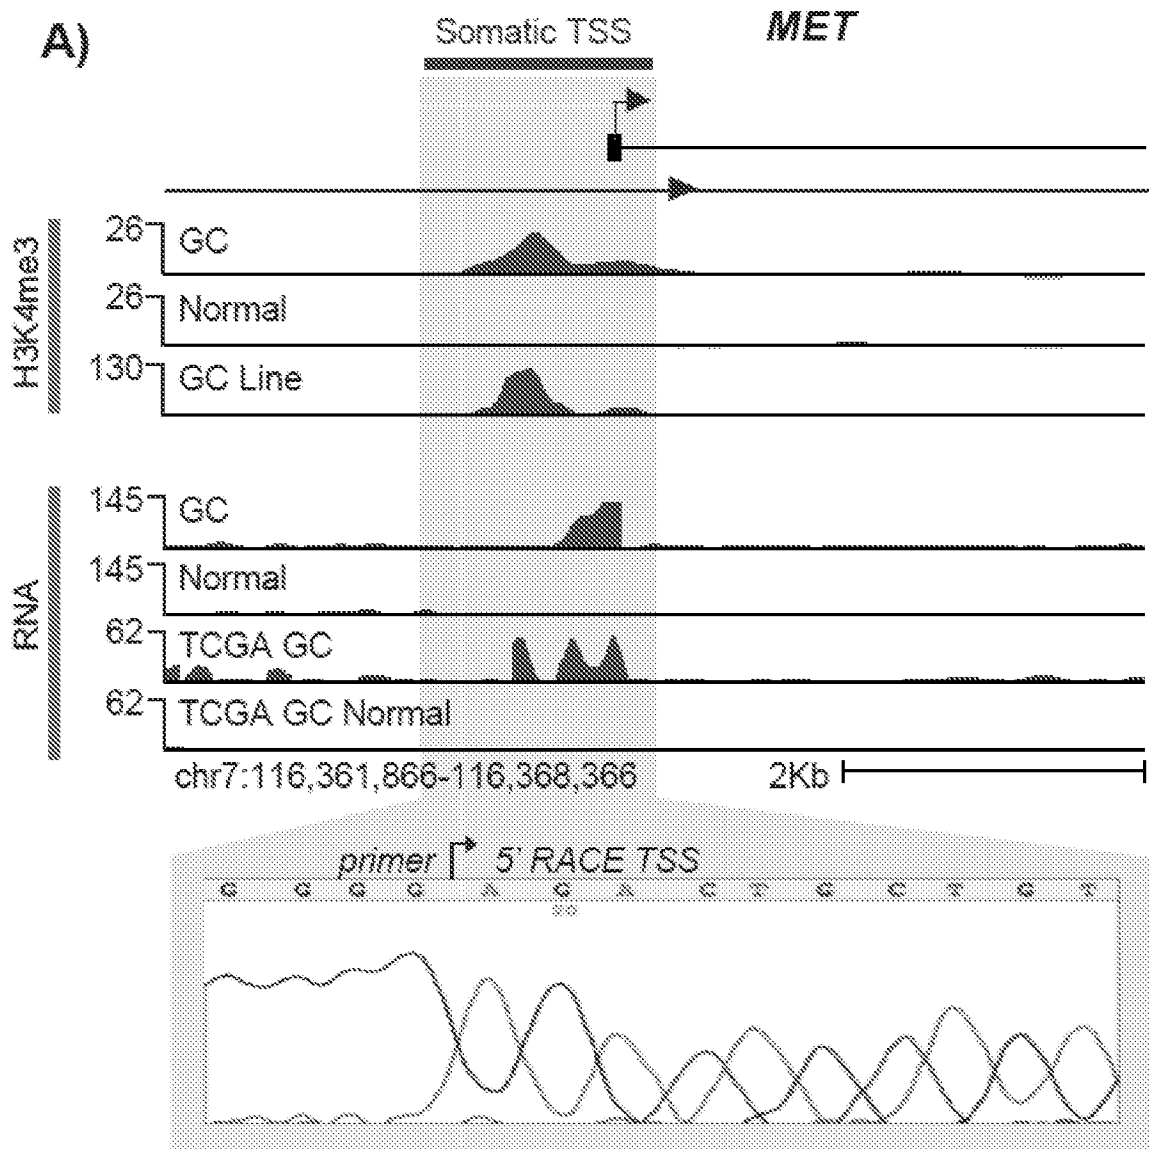 A)
Somatic TSS
MET
H3K4me3
26
GC
26
Normal
130
GC Line
RNA
145
GC
145
Normal
62
TCGA GC
62
TCGA GC Normal
chr7:116,361,866-116,368,366
2Kb
primer
5' RACE TSS